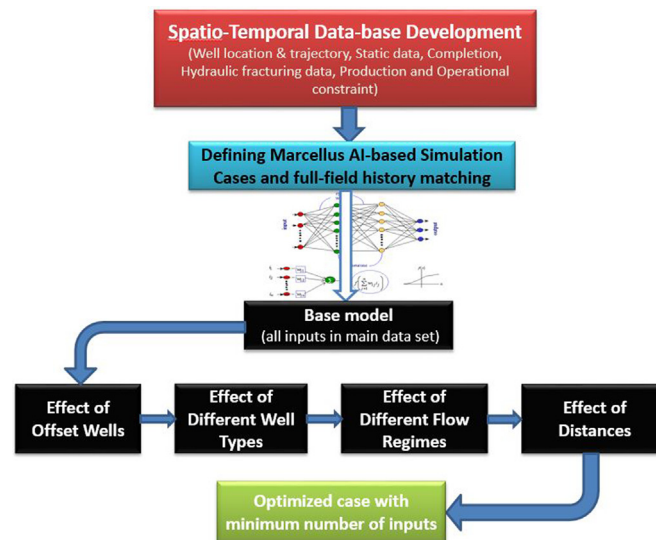 Spatio-Temporal Data-base Development
(Well location & trajectory, Static data, Completion,
Hydraulic fracturing data, Production and Operational
constraint)
Defining Marcellus AI-based Simulation
Cases and full-field history matching
input
output
Base model
(all inputs in main data set)
Effect of
Offset Wells
Effect of
Different Well
Types
Effect of
Different Flow
Regimes
Effect of
Distances
Optimized case with
minimum number of inputs